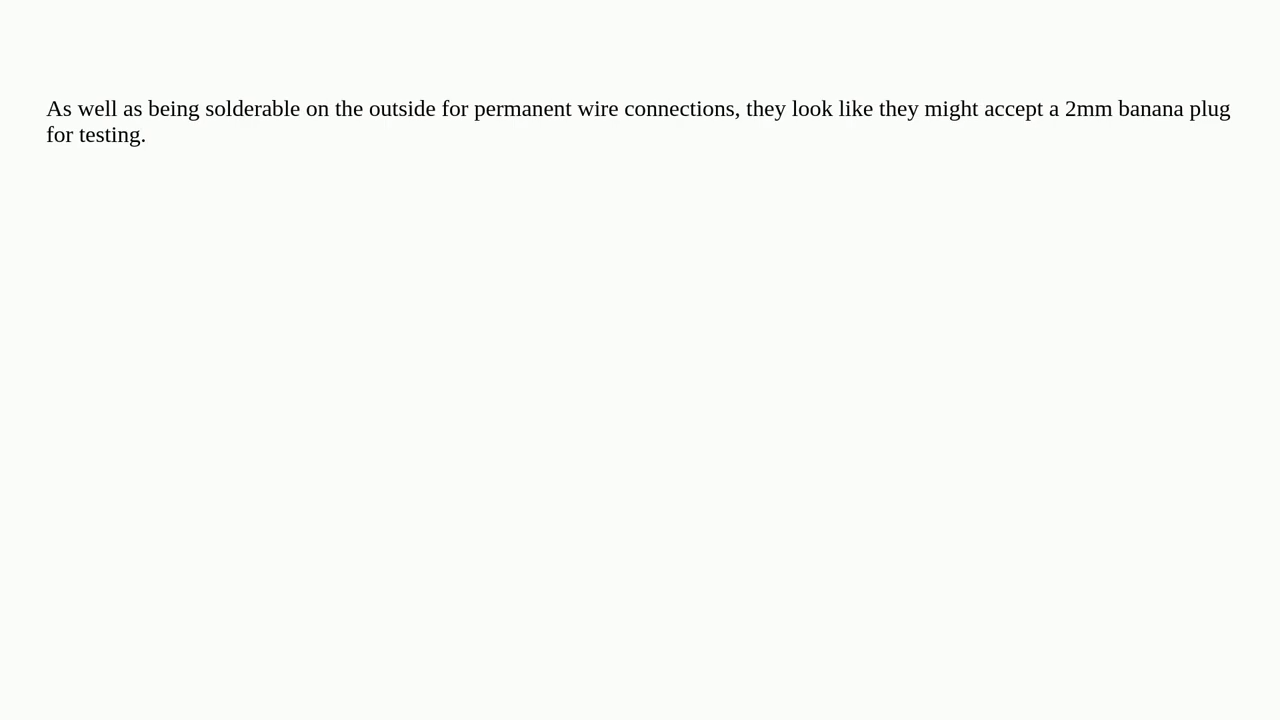 As well as being solderable on the outside for permanent wire connections, they look like they might accept a 2mm banana plug
for testing.